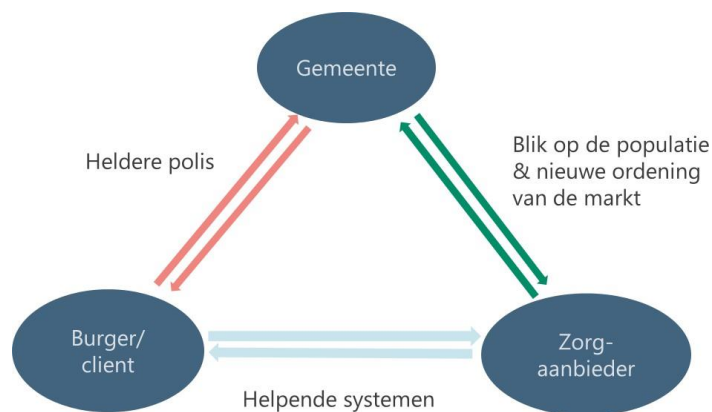 Gemeente
Heldere polis
Blik op de populatie
& nieuwe ordening
van de markt
Burger/
client
Zorg-
aanbieder
Helpende systemen